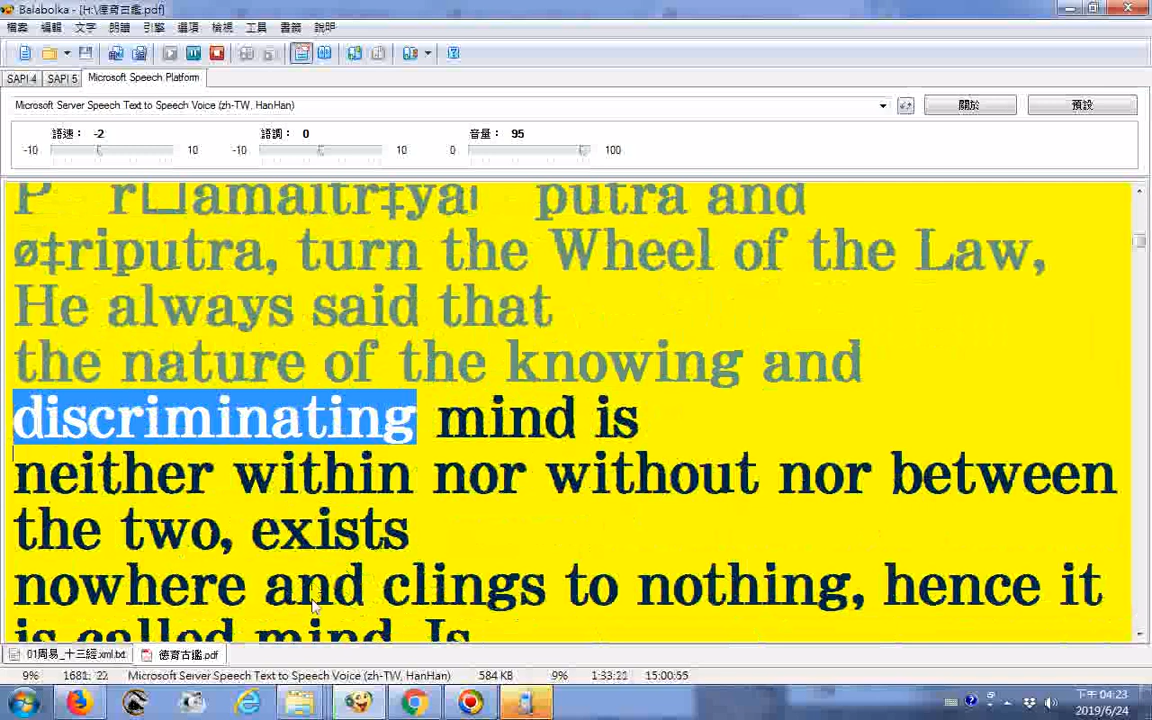 Balabolka - [H:\德育古鑑.pdf]
檔案 編輯 文字 朗讀 引擎 選項 檢視 工具 書籤 說明
SAPI 4 SAPI 5 Microsoft Speech Platform
Microsoft Server Speech Text to Speech Voice (zh-TW, HanHan) 關於 預設
語速： -2 語調： 0 音量： 95
-10 10 -10 10 0 100
putra and
ø‡riputra, turn the Wheel of the Law,
He always said that
the nature of the knowing and
discriminating mind is
neither within nor without nor between
the two, exists
nowhere and clings to nothing, hence it
is called mind. Is
01周易_十三經.xml.txt 德育古鑑.pdf
9% 1681: 22 Microsoft Server Speech Text to Speech Voice (zh-TW, HanHan) 584 KB 9% 1:33:21 15:00:55
下午 04:23
2019/6/24